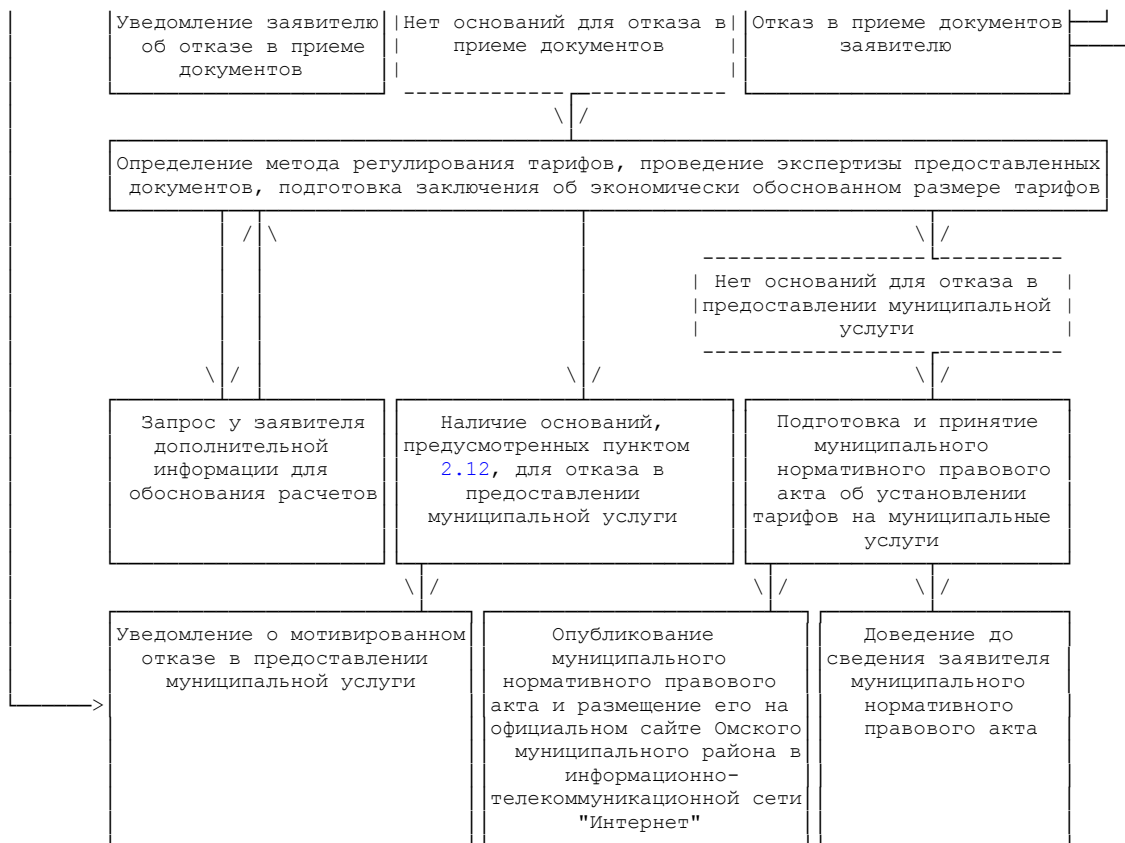 Уведомление заявителю
об отказе в приеме
документов
Нет оснований для отказа в
приеме документов
Отказ в приеме документов
заявителю
Определение метода регулирования тарифов, проведение экспертизы предоставленных
документов, подготовка заключения об экономически обоснованном размере тарифов
Нет оснований для отказа в
предоставлении муниципальной
услуги
Запрос у заявителя
дополнительной
информации для
обоснования расчетов
Наличие оснований,
предусмотренных пунктом
2.12, для отказа в
предоставлении
муниципальной услуги
Подготовка и принятие
муниципального
нормативного правового
акта об установлении
тарифов на муниципальные
услуги
Уведомление о мотивированном
отказе в предоставлении
муниципальной услуги
Опубликование
муниципального
нормативного правового
акта и размещение его на
официальном сайте Омского
муниципального района в
информационно-
телекоммуникационной сети
"Интернет"
Доведение до
сведения заявителя
муниципального
нормативного
правового акта